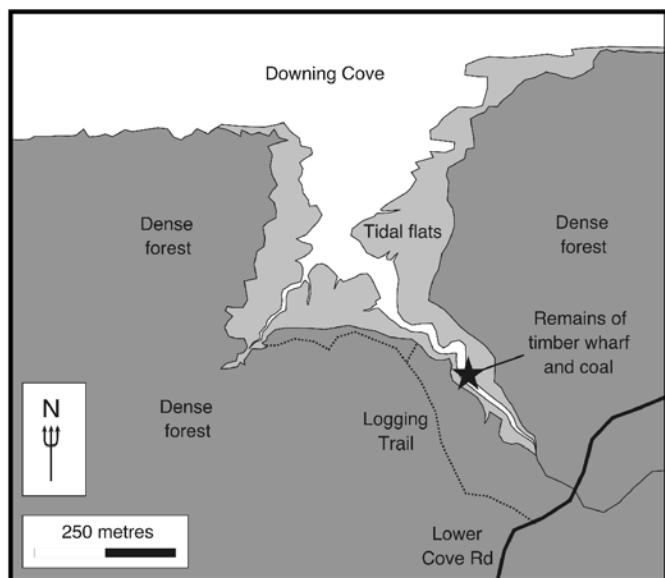 Downing Cove
Dense
forest
Tidal flats
Dense
forest
Remains of
timber wharf
and coal
Dense
forest
N
Logging
Trail
250 metres
Lower
Cove Rd